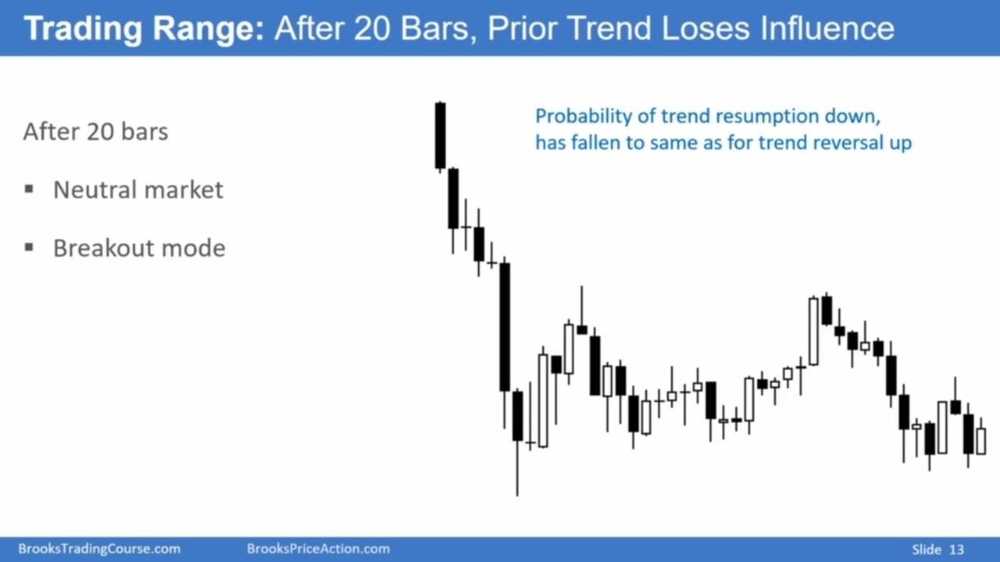 Trading Range: After 20 Bars, Prior Trend Loses Influence
After 20 bars
▪ Neutral market
▪ Breakout mode
Probability of trend resumption down,
has fallen to same as for trend reversal up
BrooksTradingCourse.com
BrooksPriceAction.com
Slide 13